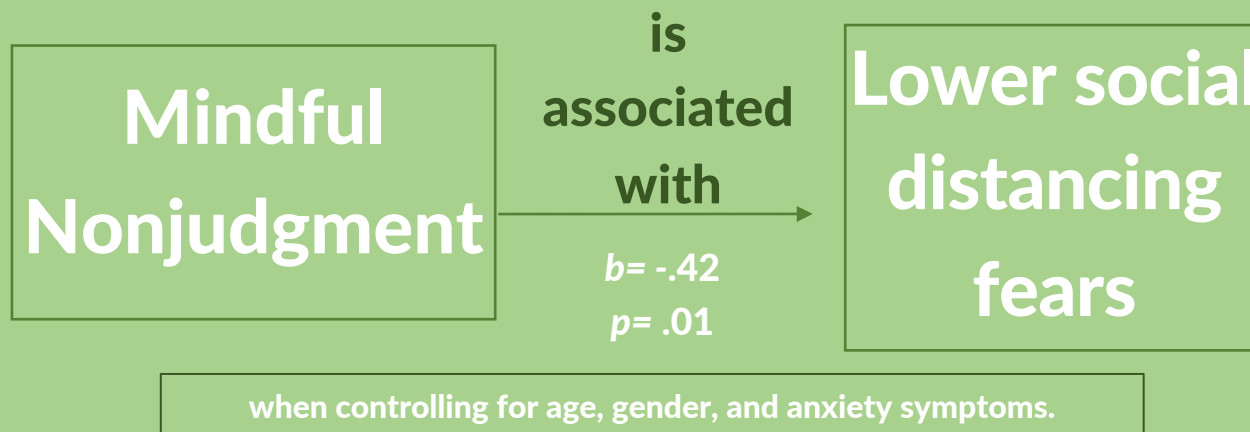 Mindful
Nonjudgment
is
associated
with
b= -.42
p= .01
Lower social
distancing
fears
when controlling for age, gender, and anxiety symptoms.